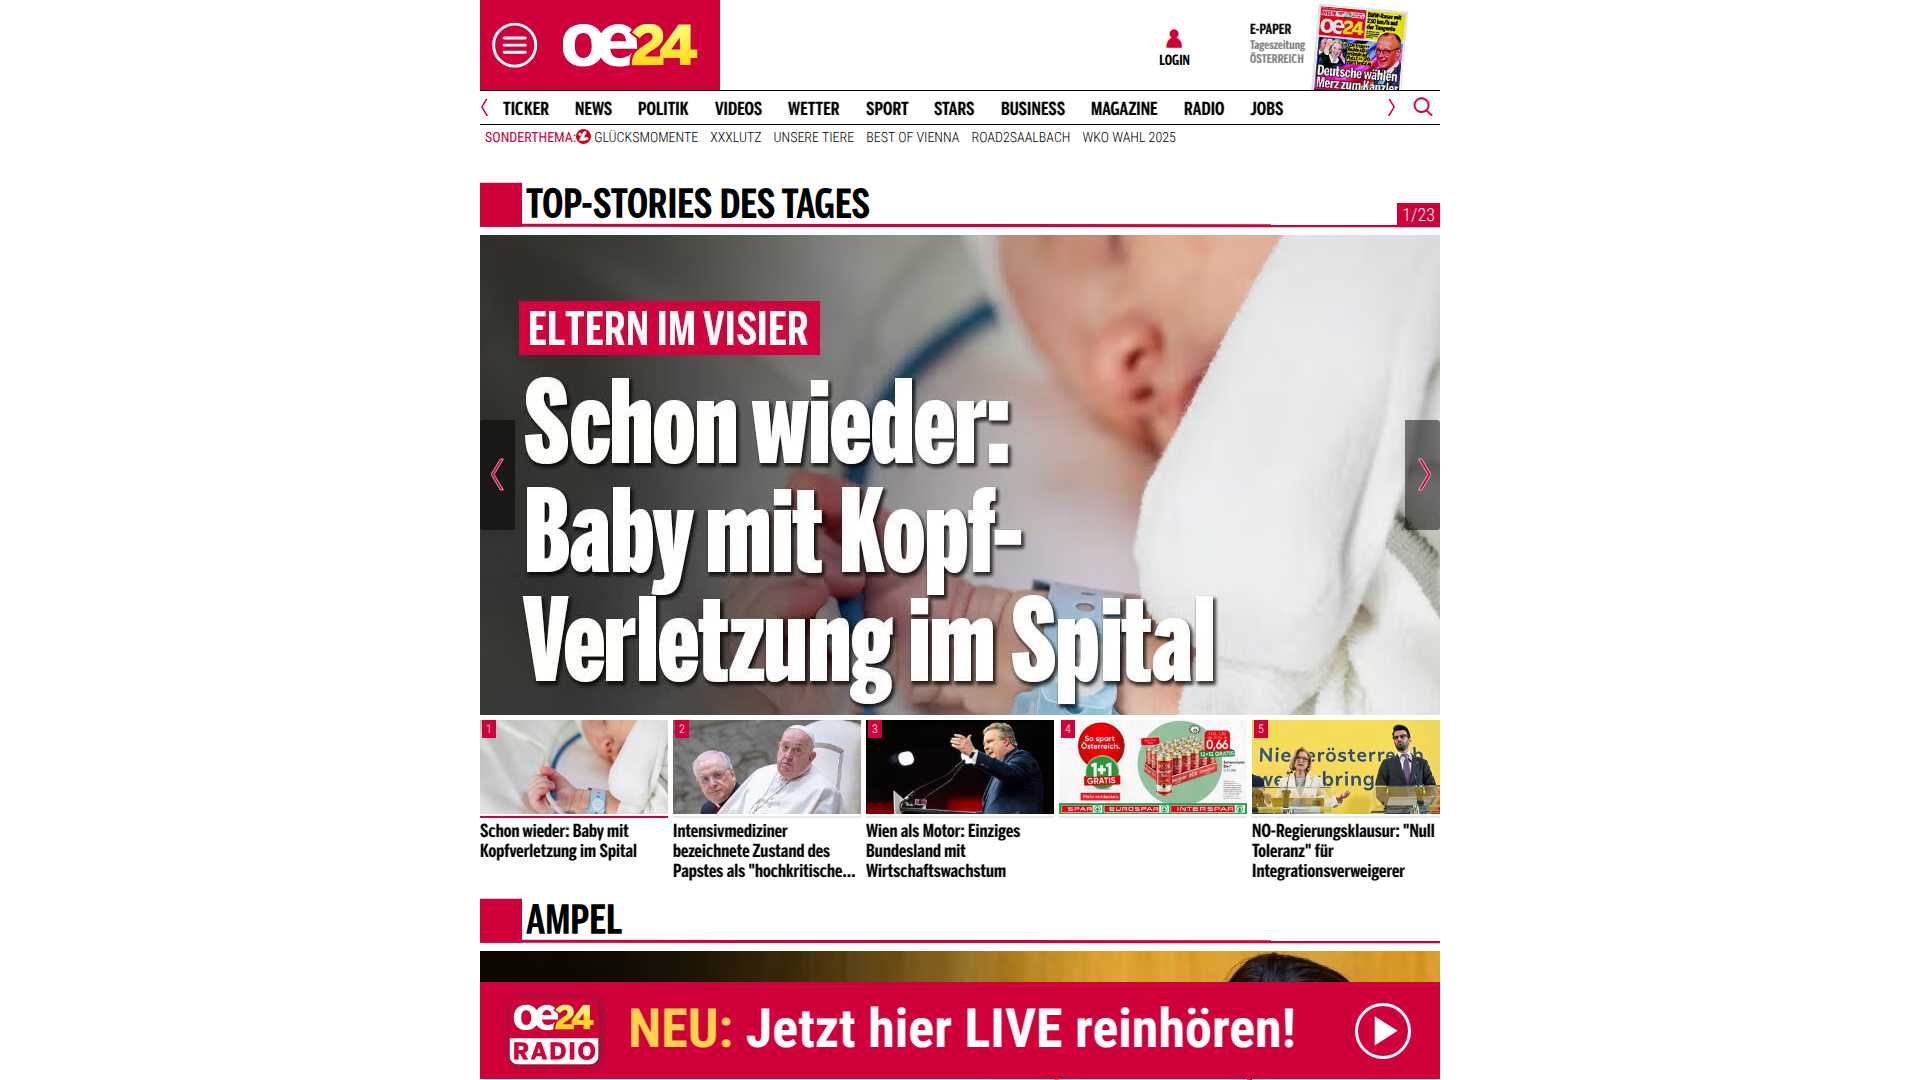 oe24
LOGIN
E-PAPER
Tageszeitung
ÖSTERREICH
oe24
Deutsche wählen
Merz zum Kanzler
TICKER NEWS POLITIK VIDEOS WETTER SPORT STARS BUSINESS MAGAZINE RADIO JOBS
SONDERTHEMA: GLÜCKSMOMENTE XXXLUTZ UNSERE TIERE BEST OF VIENNA ROAD2SAALBACH WKO WAHL 2025
TOP-STORIES DES TAGES
1/23
ELTERN IM VISIER
Schon wieder:
Baby mit Kopf-
Verletzung im Spital
1
2
3
4
So spart
Österreich.
1+1
GRATIS
0,66
SPAR EUROSPAR INTERSPAR
5
Schon wieder: Baby mit
Kopfverletzung im Spital
Intensivmediziner
bezeichnete Zustand des
Papstes als "hochkritische...
Wien als Motor: Einziges
Bundesland mit
Wirtschaftswachstum
NÖ-Regierungsklausur: "Null
Toleranz" für
Integrationsverweigerer
AMPEL
oe24
RADIO
NEU: Jetzt hier LIVE reinhören!